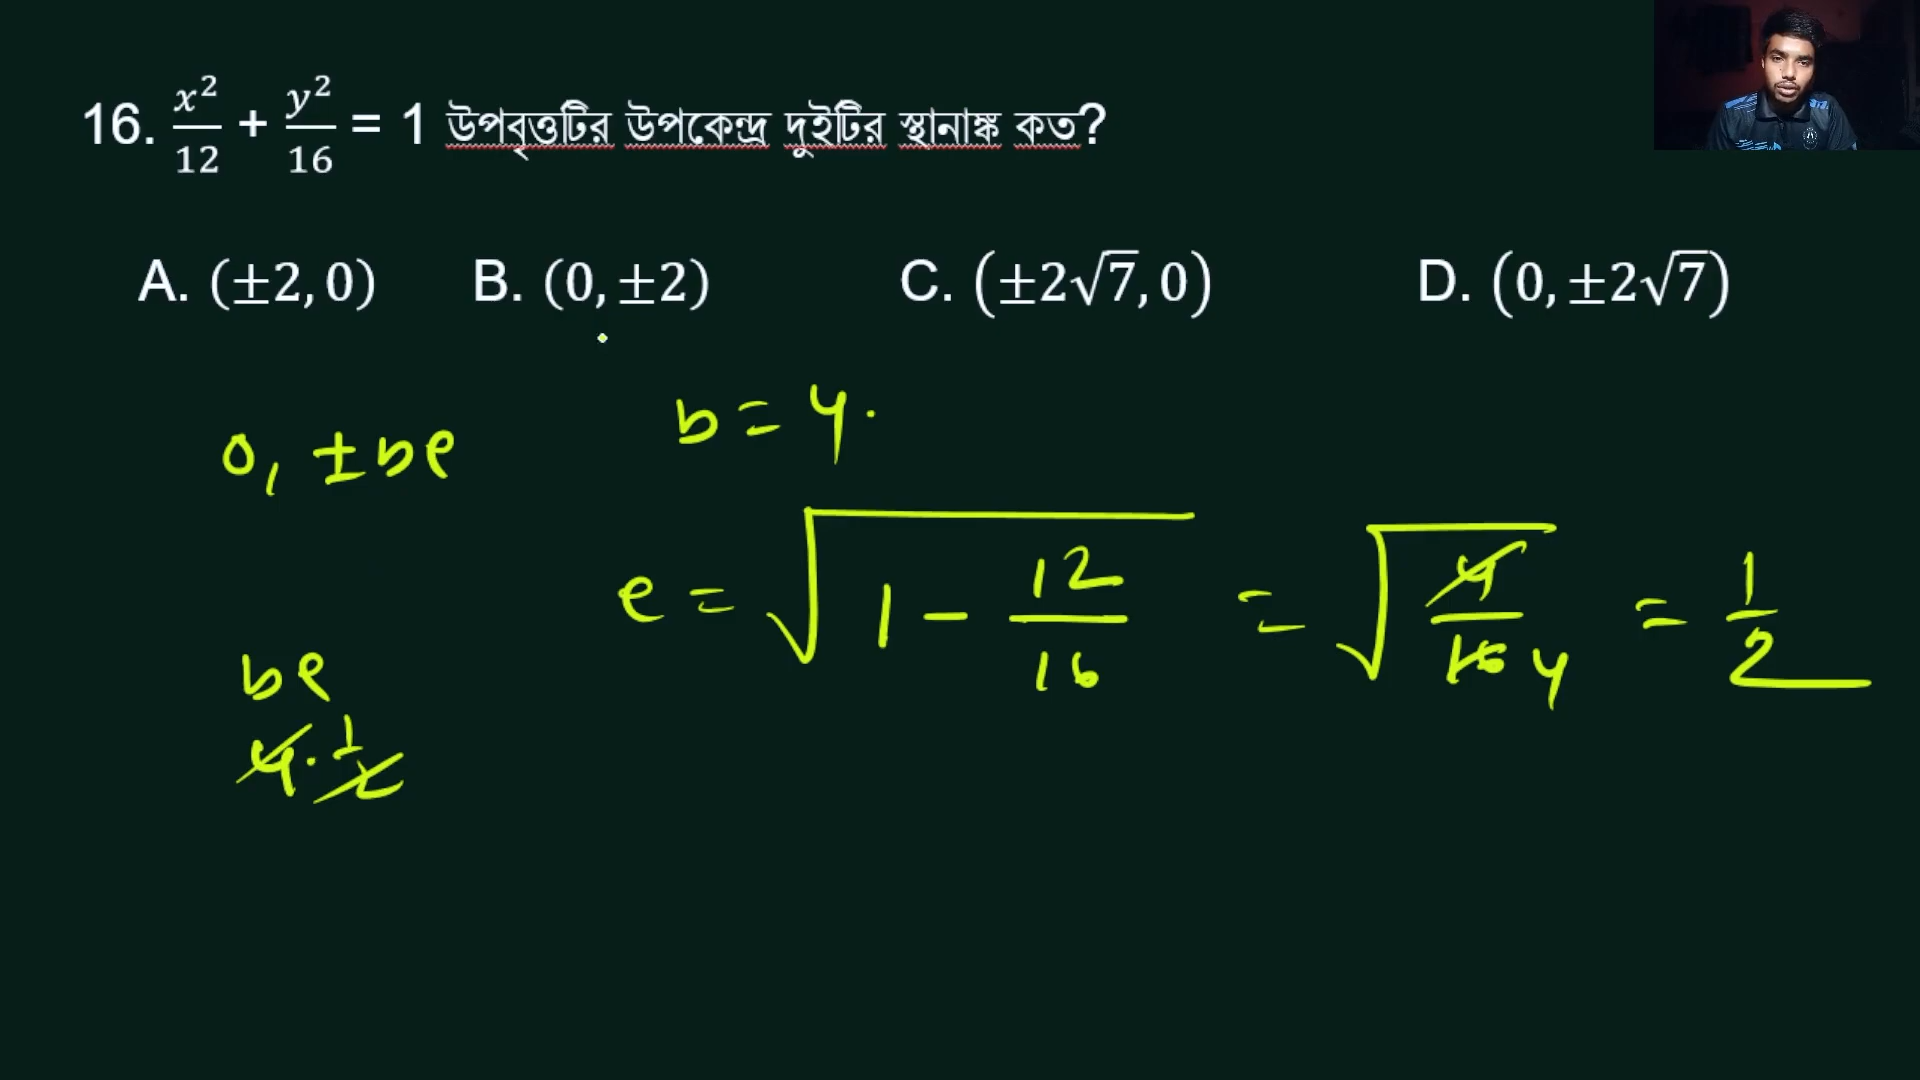 16. x²/12 + y²/16 = 1 উপবৃত্তটির উপকেন্দ্র দুইটির স্থানাঙ্ক কত?
A. (±2, 0) B. (0, ±2) C. (±2√7, 0) D. (0, ±2√7)
b = 4.
0, ±be
e = √(1 - 12/16) = √(4/16 4) = 1/2
be
4 · 1/2